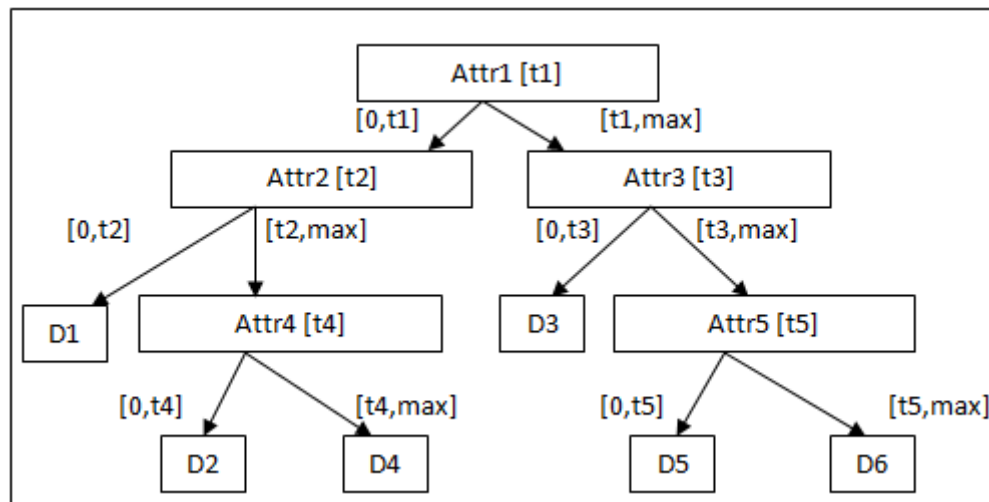 Attr1 [t1]
[0,t1]
[t1,max]
Attr2 [t2]
Attr3 [t3]
[0,t2]
[t2,max]
[0,t3]
[t3,max]
D1
Attr4 [t4]
D3
Attr5 [t5]
[0,t4]
[t4,max]
[0,t5]
[t5,max]
D2
D4
D5
D6